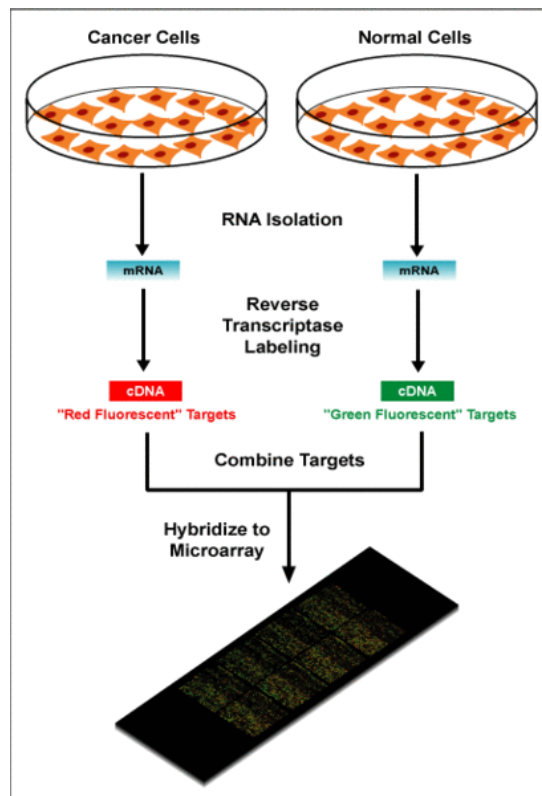 Cancer Cells
Normal Cells
RNA Isolation
mRNA
mRNA
Reverse
Transcriptase
Labeling
cDNA
cDNA
"Red Fluorescent" Targets
"Green Fluorescent" Targets
Combine Targets
Hybridize to
Microarray